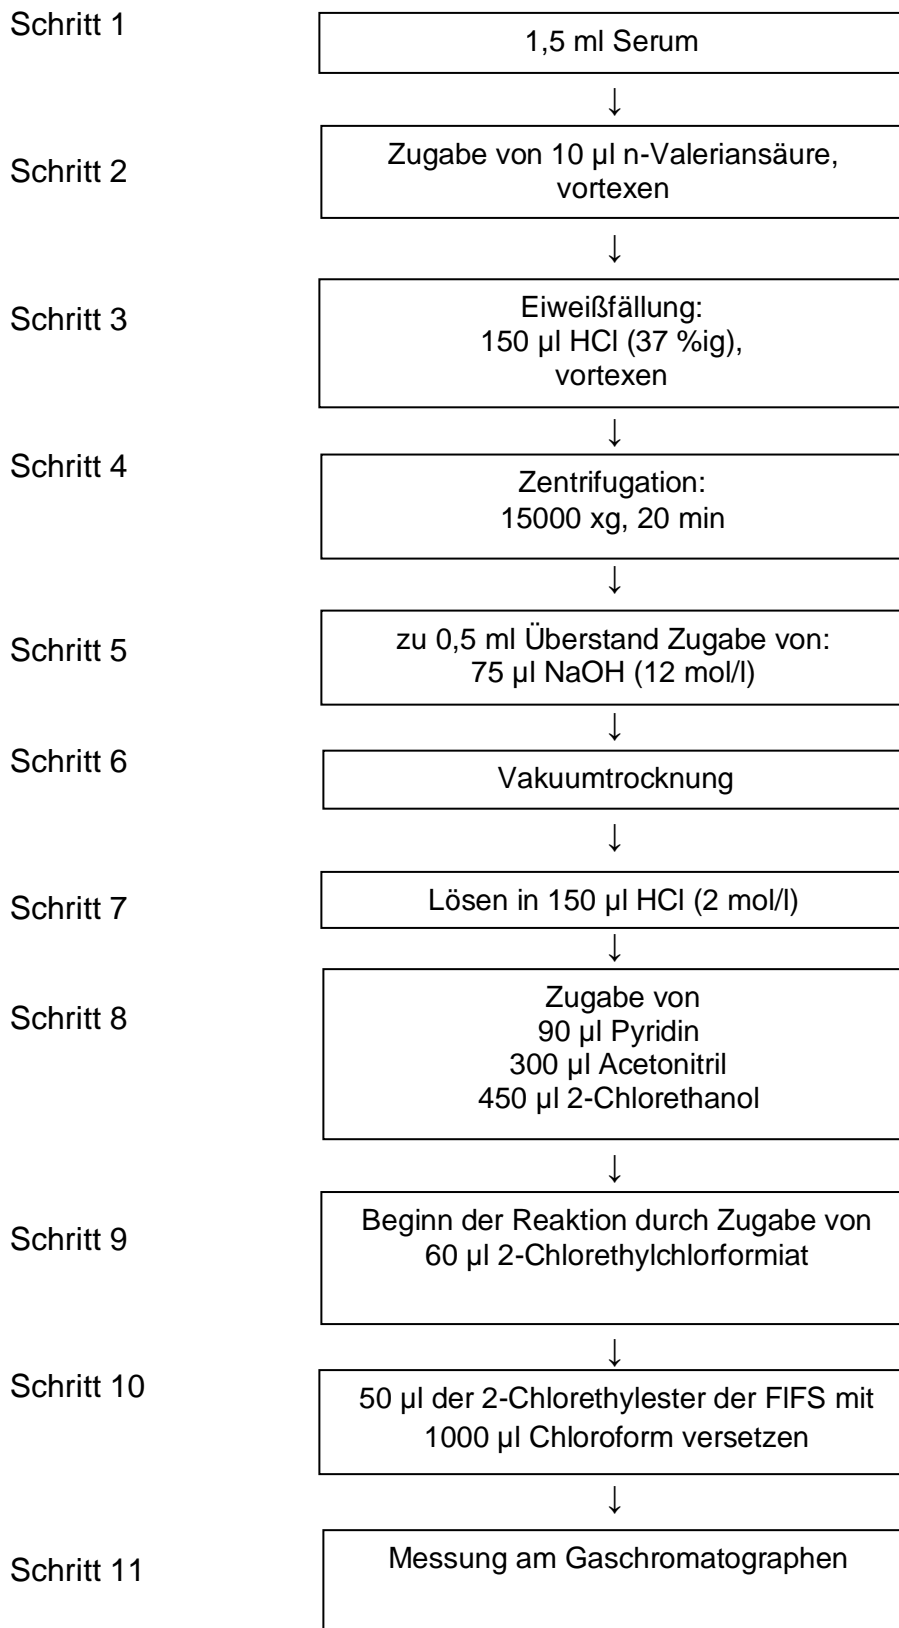 Schritt 1
1,5 ml Serum
↓
Schritt 2
Zugabe von 10 µl n-Valeriansäure,
vortexen
↓
Schritt 3
Eiweißfällung:
150 µl HCl (37 %ig),
vortexen
↓
Schritt 4
Zentrifugation:
15000 xg, 20 min
↓
Schritt 5
zu 0,5 ml Überstand Zugabe von:
75 µl NaOH (12 mol/l)
↓
Schritt 6
Vakuumtrocknung
↓
Schritt 7
Lösen in 150 µl HCl (2 mol/l)
↓
Schritt 8
Zugabe von
90 µl Pyridin
300 µl Acetonitril
450 µl 2-Chlorethanol
↓
Schritt 9
Beginn der Reaktion durch Zugabe von
60 µl 2-Chlorethylchlorformiat
↓
Schritt 10
50 µl der 2-Chlorethylester der FlFS mit
1000 µl Chloroform versetzen
↓
Schritt 11
Messung am Gaschromatographen